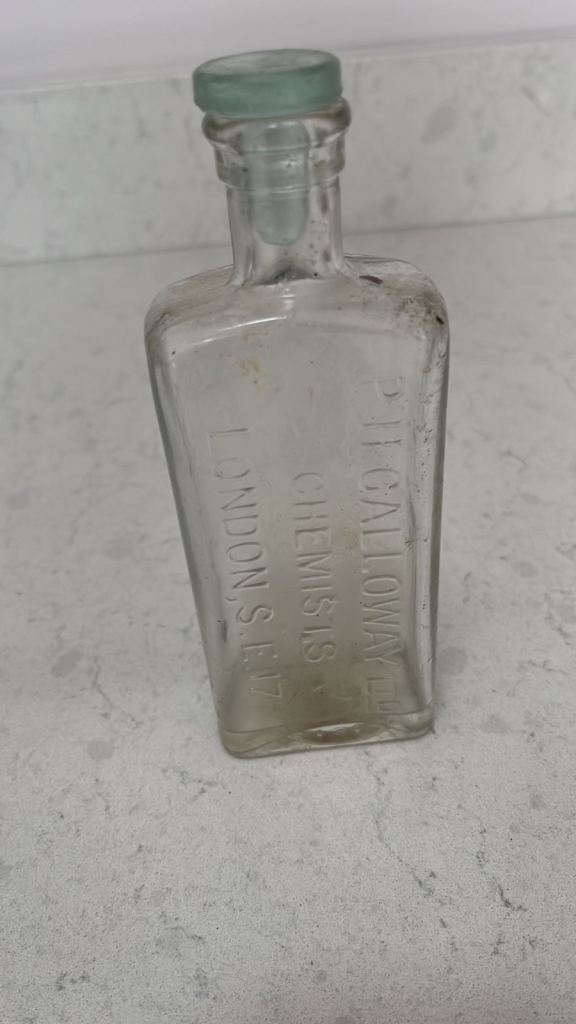 P.H. GALLOWAY LTD
CHEMISTS
LONDON, S.E.17